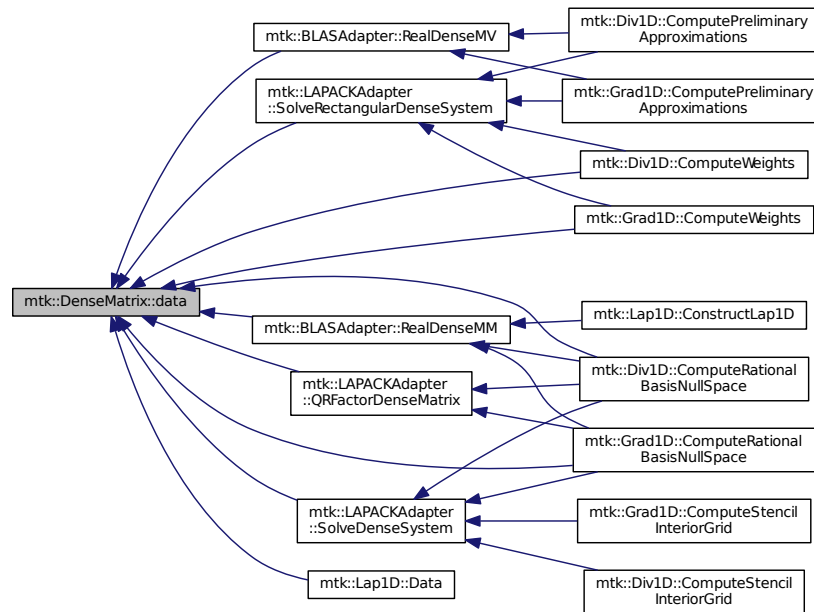 mtk::DenseMatrix::data
mtk::BLASAdapter::RealDenseMV
mtk::LAPACKAdapter
::SolveRectangularDenseSystem
mtk::BLASAdapter::RealDenseMM
mtk::LAPACKAdapter
::QRFactorDenseMatrix
mtk::LAPACKAdapter
::SolveDenseSystem
mtk::Lap1D::Data
mtk::Div1D::ComputePreliminary
Approximations
mtk::Grad1D::ComputePreliminary
Approximations
mtk::Div1D::ComputeWeights
mtk::Grad1D::ComputeWeights
mtk::Lap1D::ConstructLap1D
mtk::Div1D::ComputeRational
BasisNullSpace
mtk::Grad1D::ComputeRational
BasisNullSpace
mtk::Grad1D::ComputeStencil
InteriorGrid
mtk::Div1D::ComputeStencil
InteriorGrid